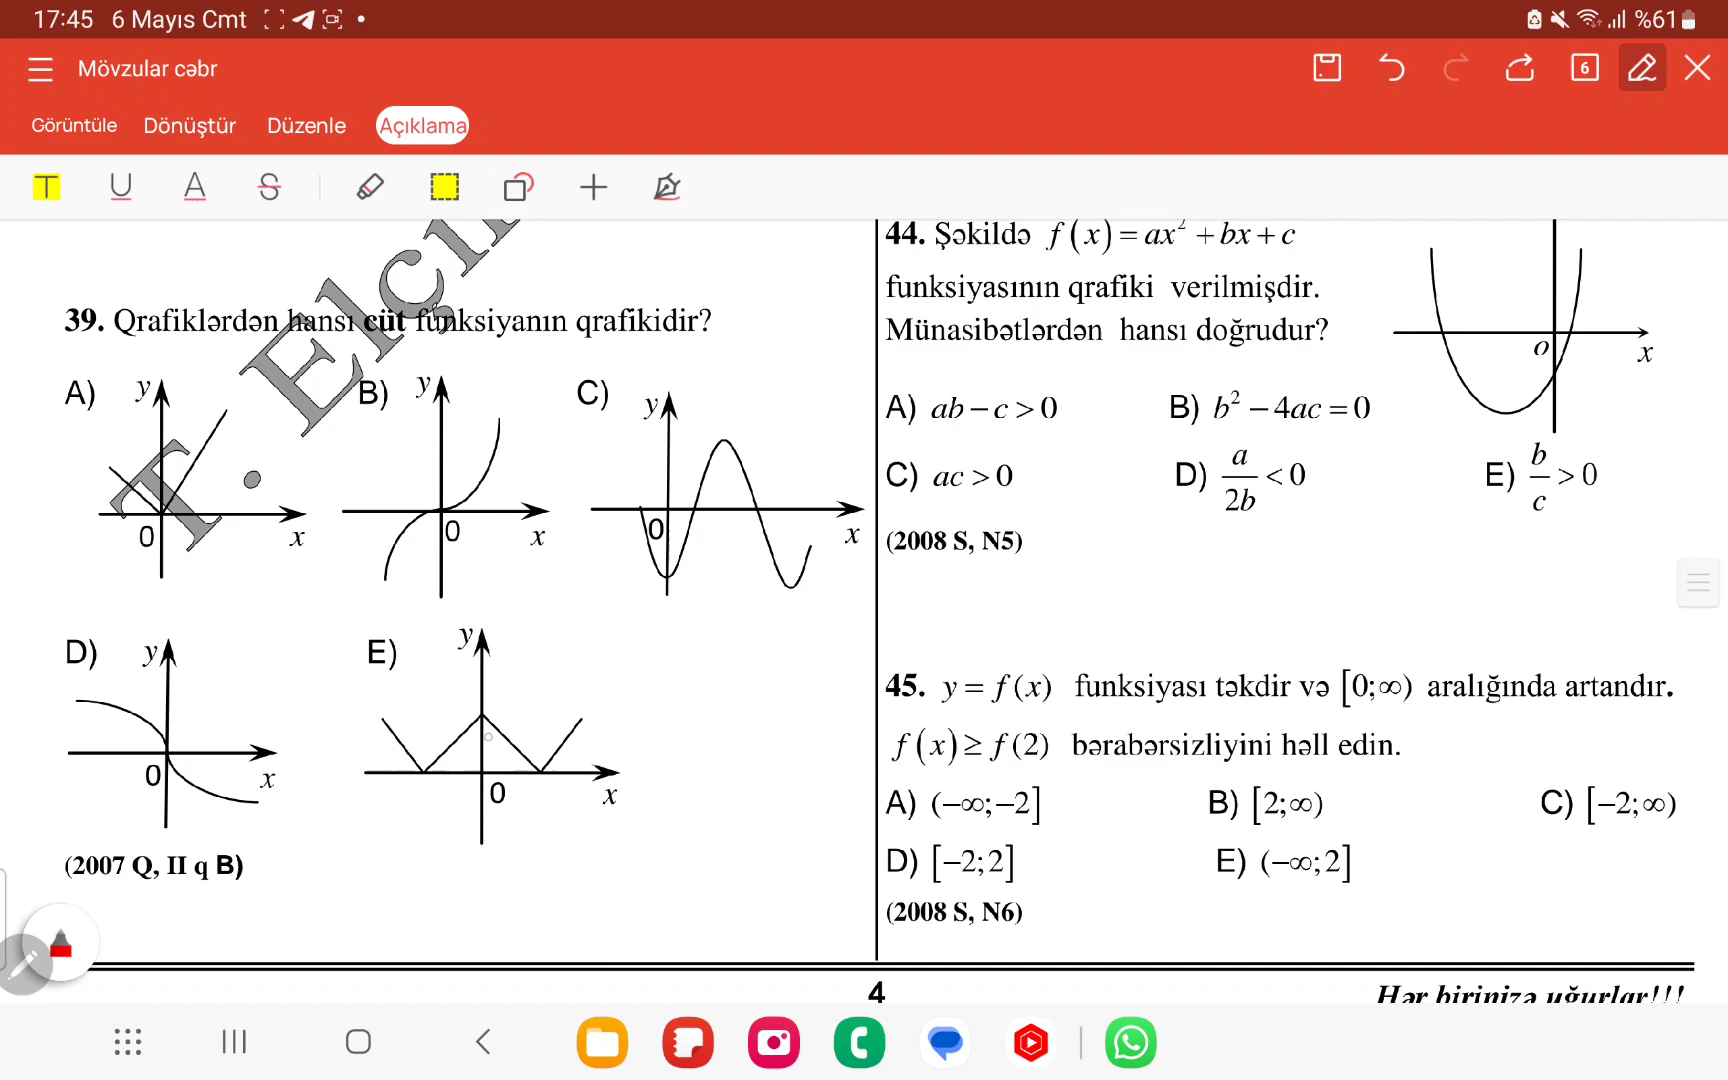 17:45 6 Mayıs Cmt
%61
Mövzular cəbr
6
Görüntüle Dönüştür Düzenle Açıklama
T. Elçin
39. Qrafiklərdən hansı cüt funksiyanın qrafikidir?
A) y 0 x
B) y 0 x
C) y 0 x
D) y 0 x
E) y 0 x
(2007 Q, II q B)
44. Şəkildə f(x)=ax²+bx+c
funksiyasının qrafiki verilmişdir.
Münasibətlərdən hansı doğrudur?
O x
A) ab−c>0 B) b²−4ac=0
C) ac>0 D) a/2b<0 E) b/c>0
(2008 S, N5)
45. y=f(x) funksiyası təkdir və [0;∞) aralığında artandır.
f(x)≥f(2) bərabərsizliyini həll edin.
A) (−∞;−2] B) [2;∞) C) [−2;∞)
D) [−2;2] E) (−∞;2]
(2008 S, N6)
4
Hər birinizə uğurlar!!!